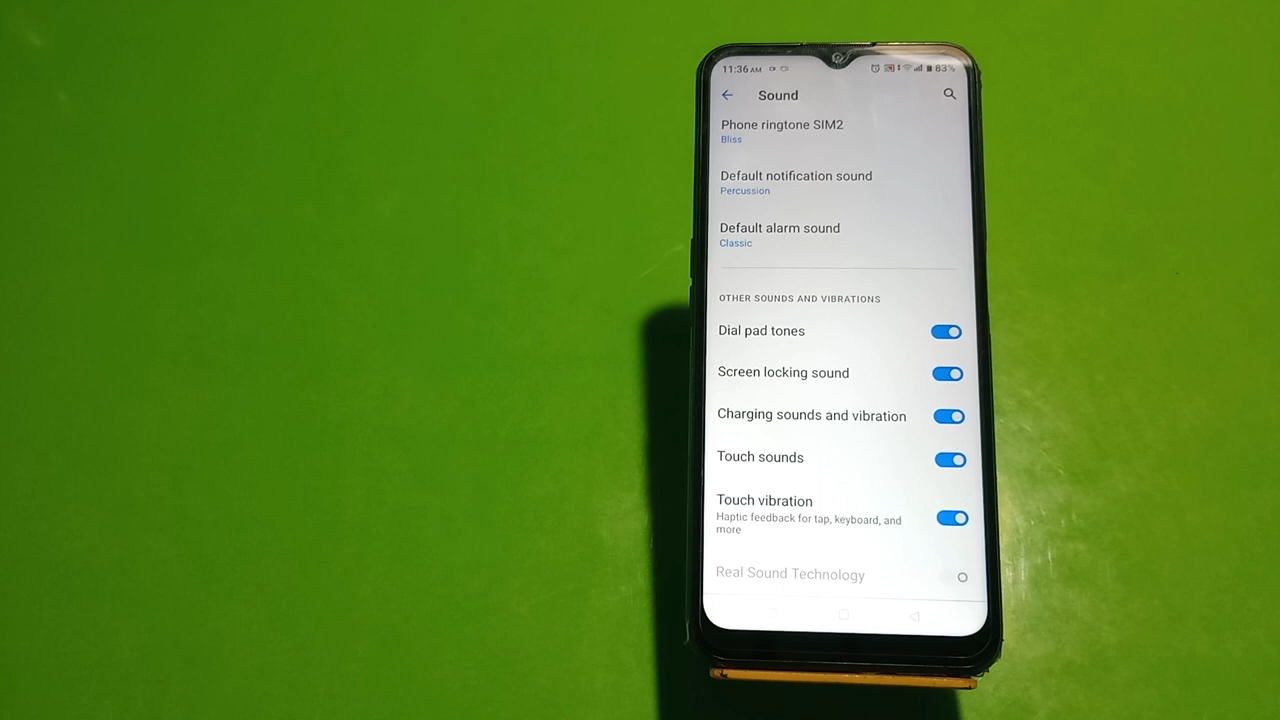 11:36 AM 83%
Sound
Phone ringtone SIM2
Bliss
Default notification sound
Percussion
Default alarm sound
Classic
OTHER SOUNDS AND VIBRATIONS
Dial pad tones
Screen locking sound
Charging sounds and vibration
Touch sounds
Touch vibration
Haptic feedback for tap, keyboard, and
more
Real Sound Technology